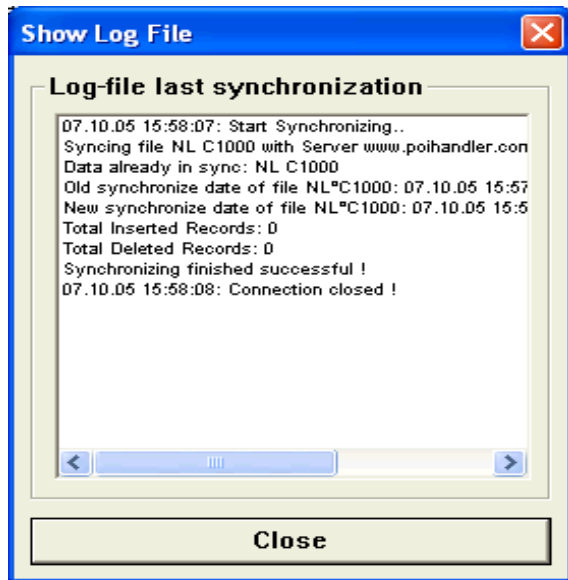 Show Log File
Log-file last synchronization
07.10.05 15:58:07: Start Synchronizing..
Syncing file NL C1000 with Server www.poihandler.com
Data already in sync: NL C1000
Old synchronize date of file NL°C1000: 07.10.05 15:57
New synchronize date of file NL°C1000: 07.10.05 15:5
Total Inserted Records: 0
Total Deleted Records: 0
Synchronizing finished successful !
07.10.05 15:58:08: Connection closed !
Close